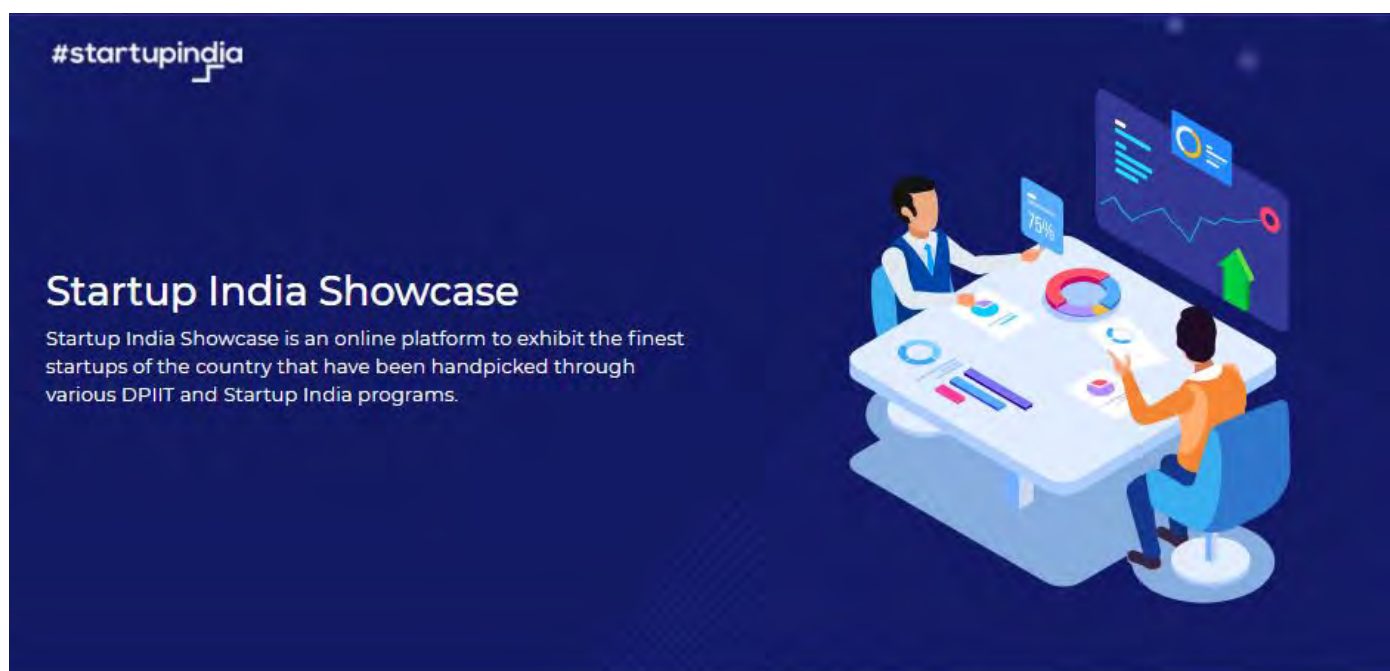 #startupindia
75%
Startup India Showcase
Startup India Showcase is an online platform to exhibit the finest
startups of the country that have been handpicked through
various DPIIT and Startup India programs.